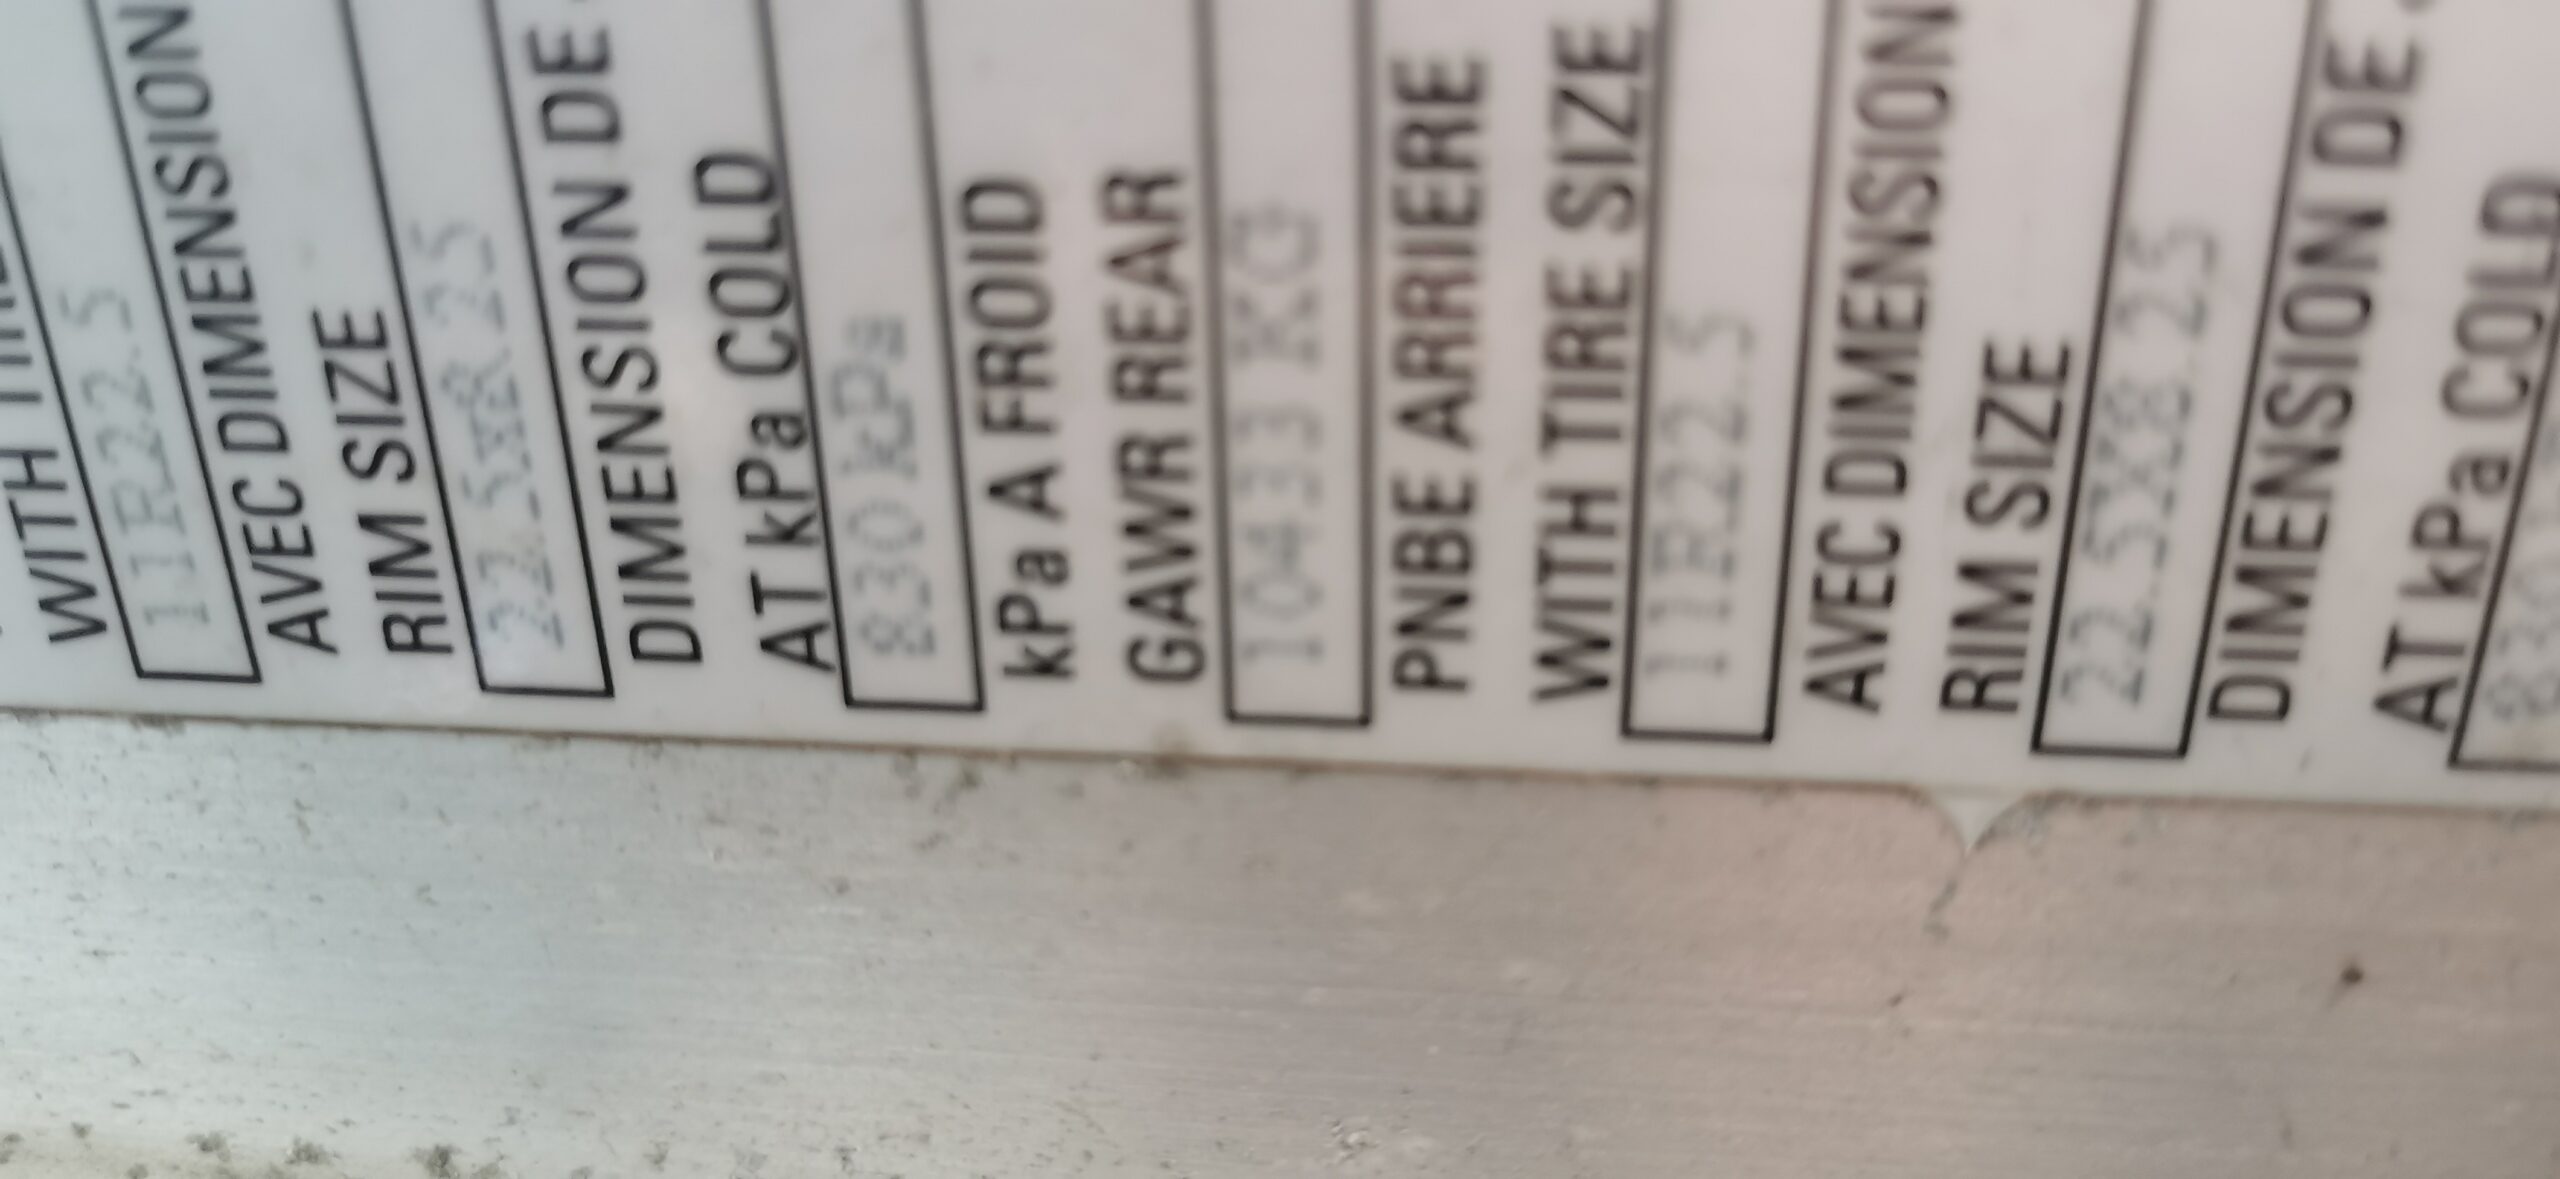 WITH
11R22.5
AVEC DIMENSION
RIM SIZE
22.5 25
DIMENSION DE
AT kPa COLD
830 kPa
kPa A FROID
GAWR REAR
10433 KG
PNBE ARRIERE
WITH TIRE SIZE
11R22.5
AVEC DIMENSION
RIM SIZE
22.5X8.25
DIMENSION DE
AT kPa COLD
830